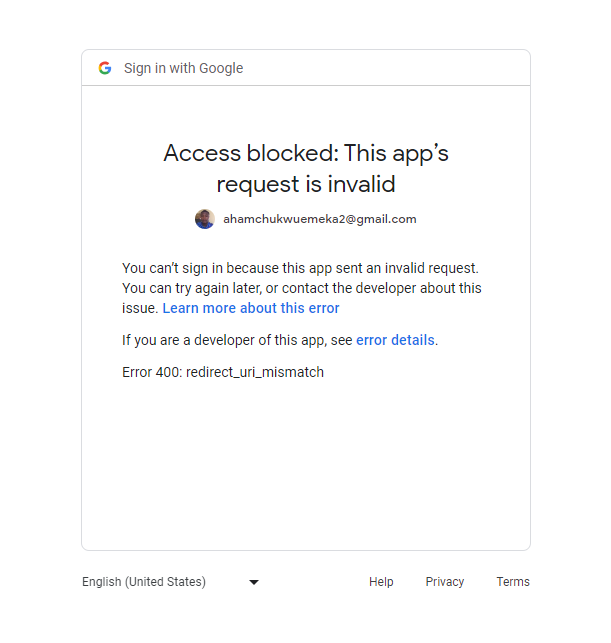 Sign in with Google
Access blocked: This app’s
request is invalid
ahamchukwuemeka2@gmail.com
You can’t sign in because this app sent an invalid request.
You can try again later, or contact the developer about this
issue. Learn more about this error
If you are a developer of this app, see error details.
Error 400: redirect_uri_mismatch
English (United States)
Help Privacy Terms